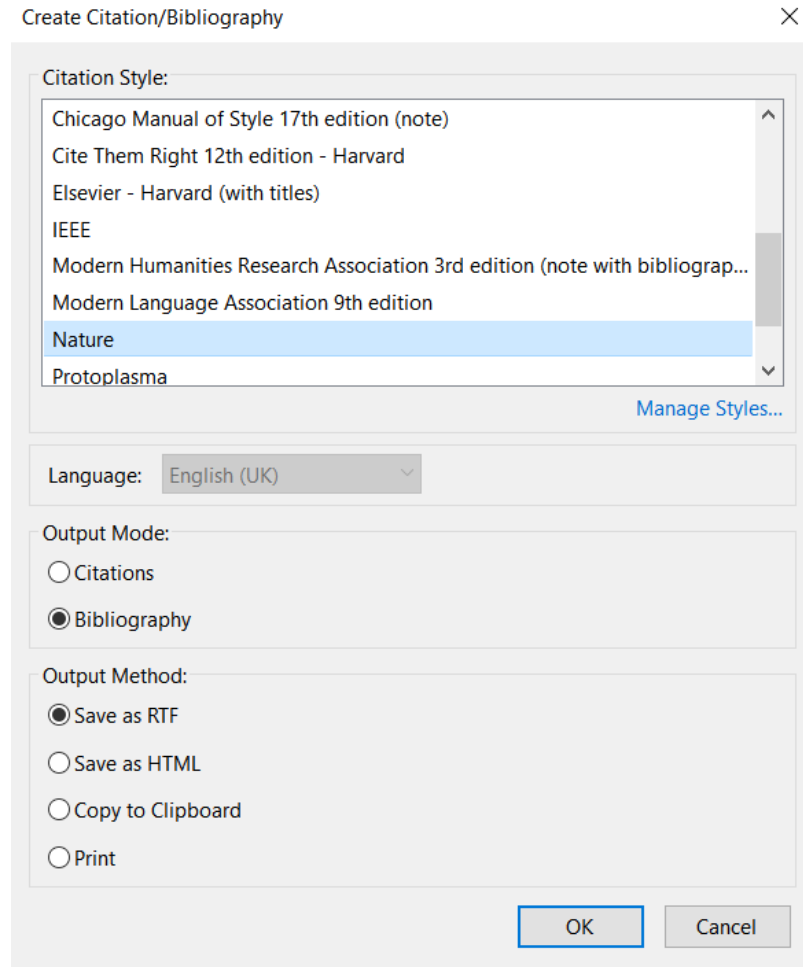 Create Citation/Bibliography
Citation Style:
Chicago Manual of Style 17th edition (note)
Cite Them Right 12th edition - Harvard
Elsevier - Harvard (with titles)
IEEE
Modern Humanities Research Association 3rd edition (note with bibliograp...
Modern Language Association 9th edition
Nature
Protoplasma
Manage Styles...
Language: English (UK)
Output Mode:
Citations
Bibliography
Output Method:
Save as RTF
Save as HTML
Copy to Clipboard
Print
OK Cancel